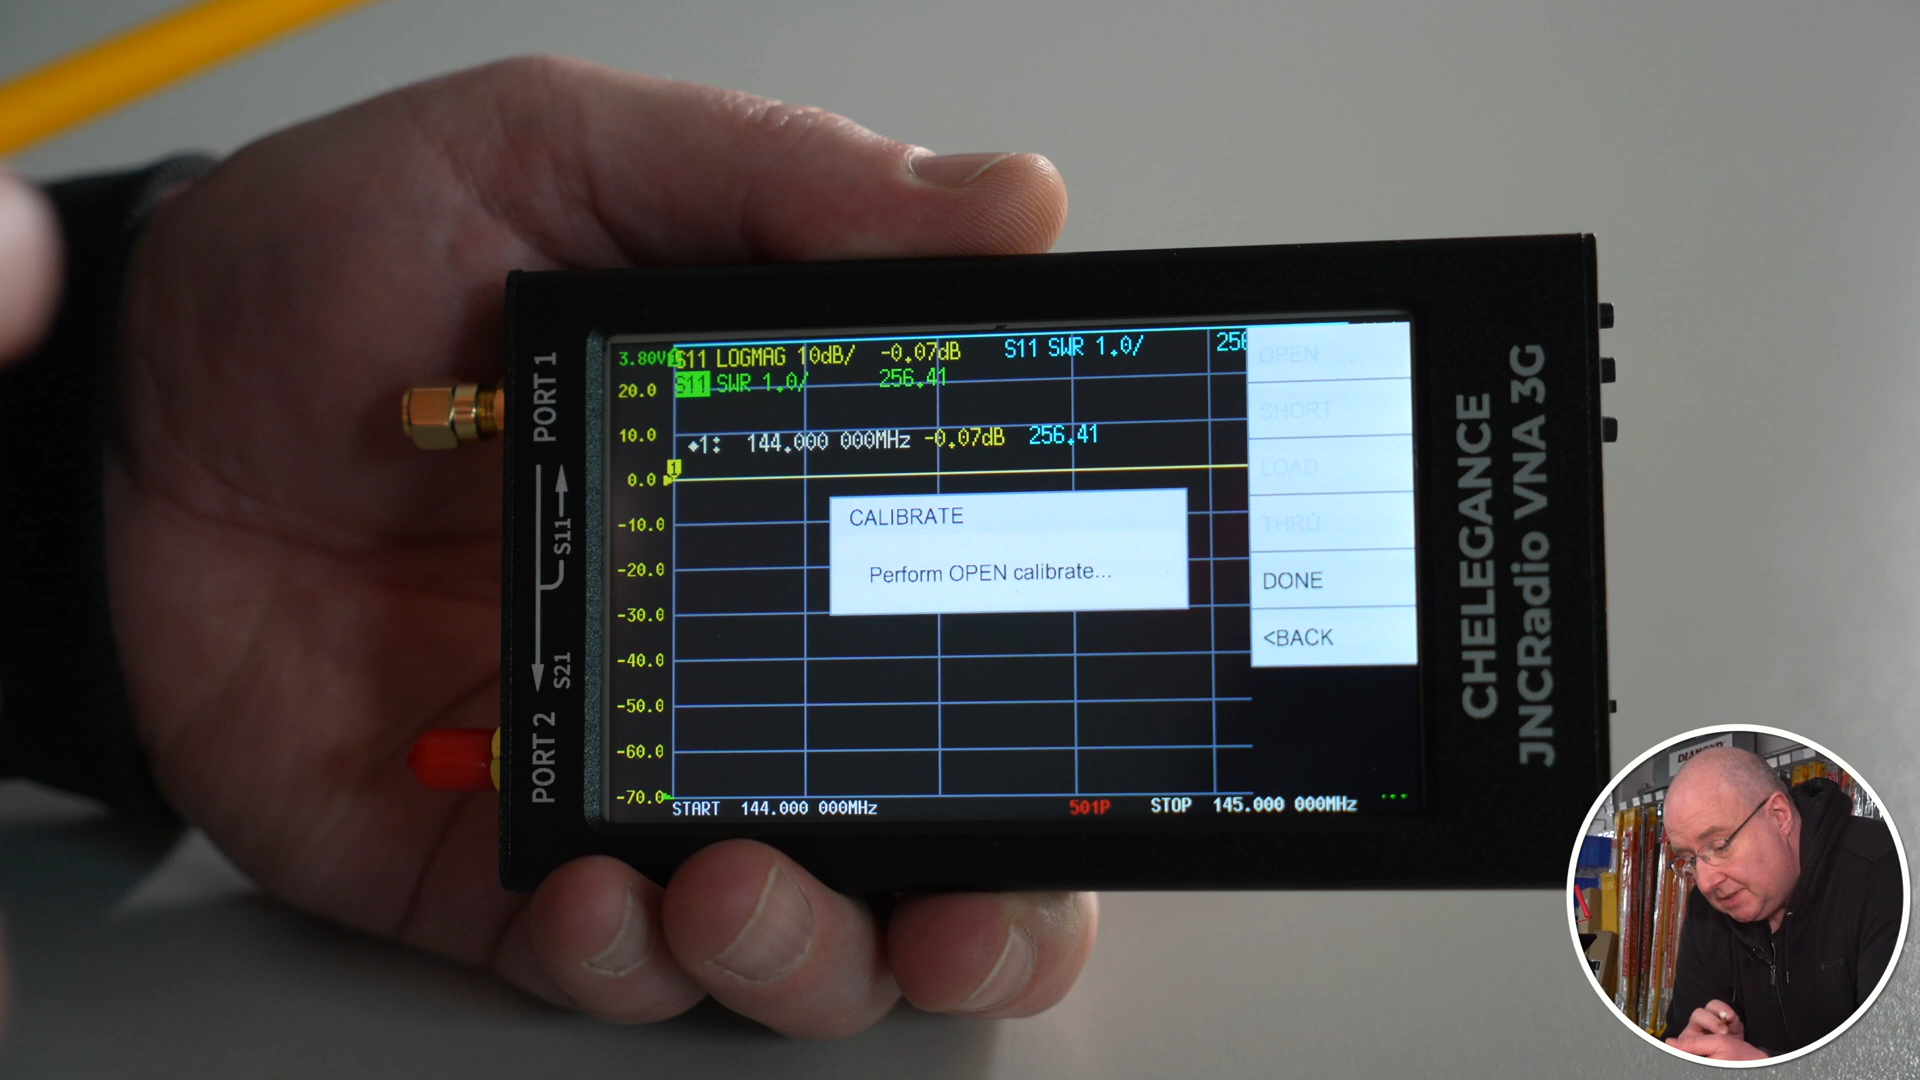 3.80V
S11 LOGMAG 10dB/ -0.07dB S11 SWR 1.0/ 256
S11 SWR 1.0/ 256.41
1: 144.000 000MHz -0.07dB 256.41
1
20.0
10.0
0.0
-10.0
-20.0
-30.0
-40.0
-50.0
-60.0
-70.0
CALIBRATE
Perform OPEN calibrate...
OPEN
SHORT
LOAD
THRU
DONE
<BACK
START 144.000 000MHz 501P STOP 145.000 000MHz
PORT 1
S11
S21
PORT 2
CHELEGANCE
JNCRadio VNA 3G
DIAMOND